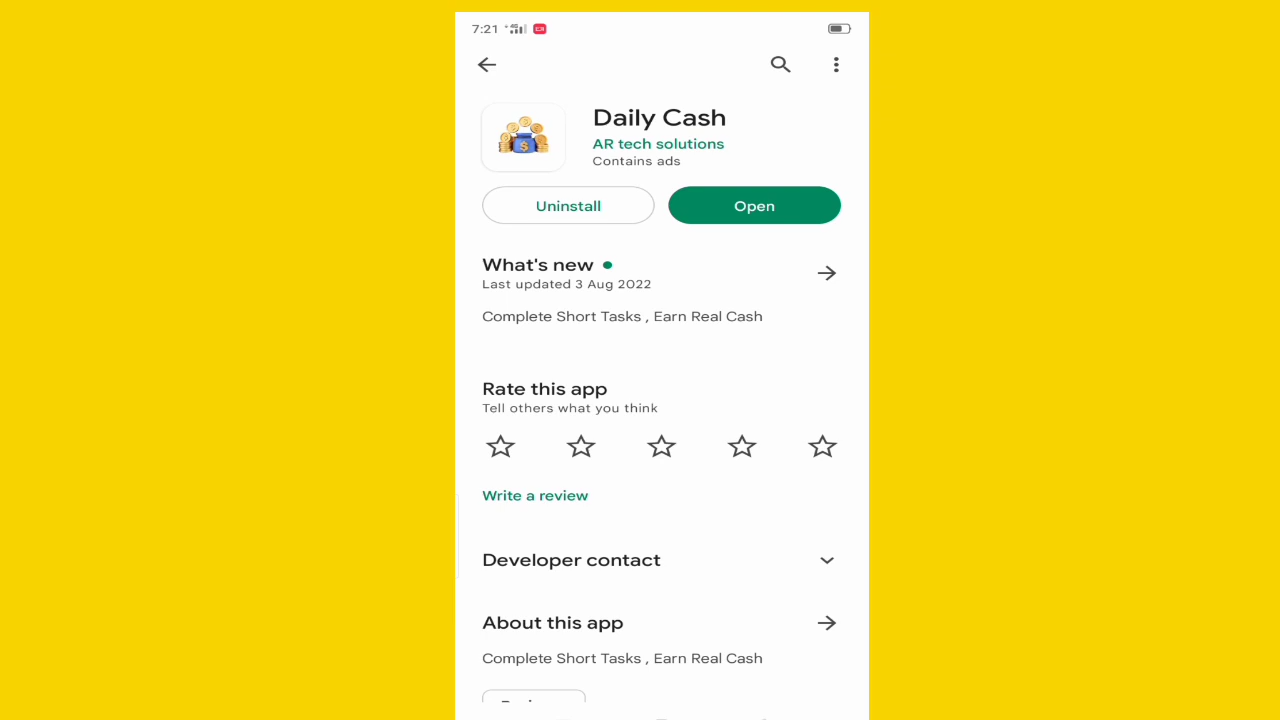 7:21
Daily Cash
AR tech solutions
Contains ads
Uninstall
Open
What's new
Last updated 3 Aug 2022
Complete Short Tasks , Earn Real Cash
Rate this app
Tell others what you think
Write a review
Developer contact
About this app
Complete Short Tasks , Earn Real Cash